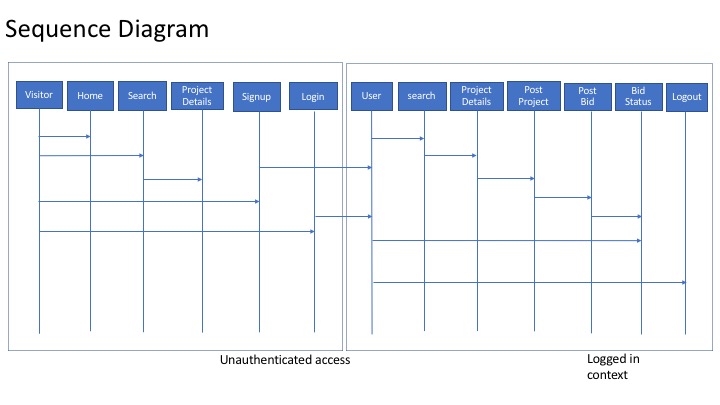 Sequence Diagram
Visitor
Home
Search
Project
Details
Signup
Login
User
search
Project
Details
Post
Project
Post
Bid
Bid
Status
Logout
Unauthenticated access
Logged in
context